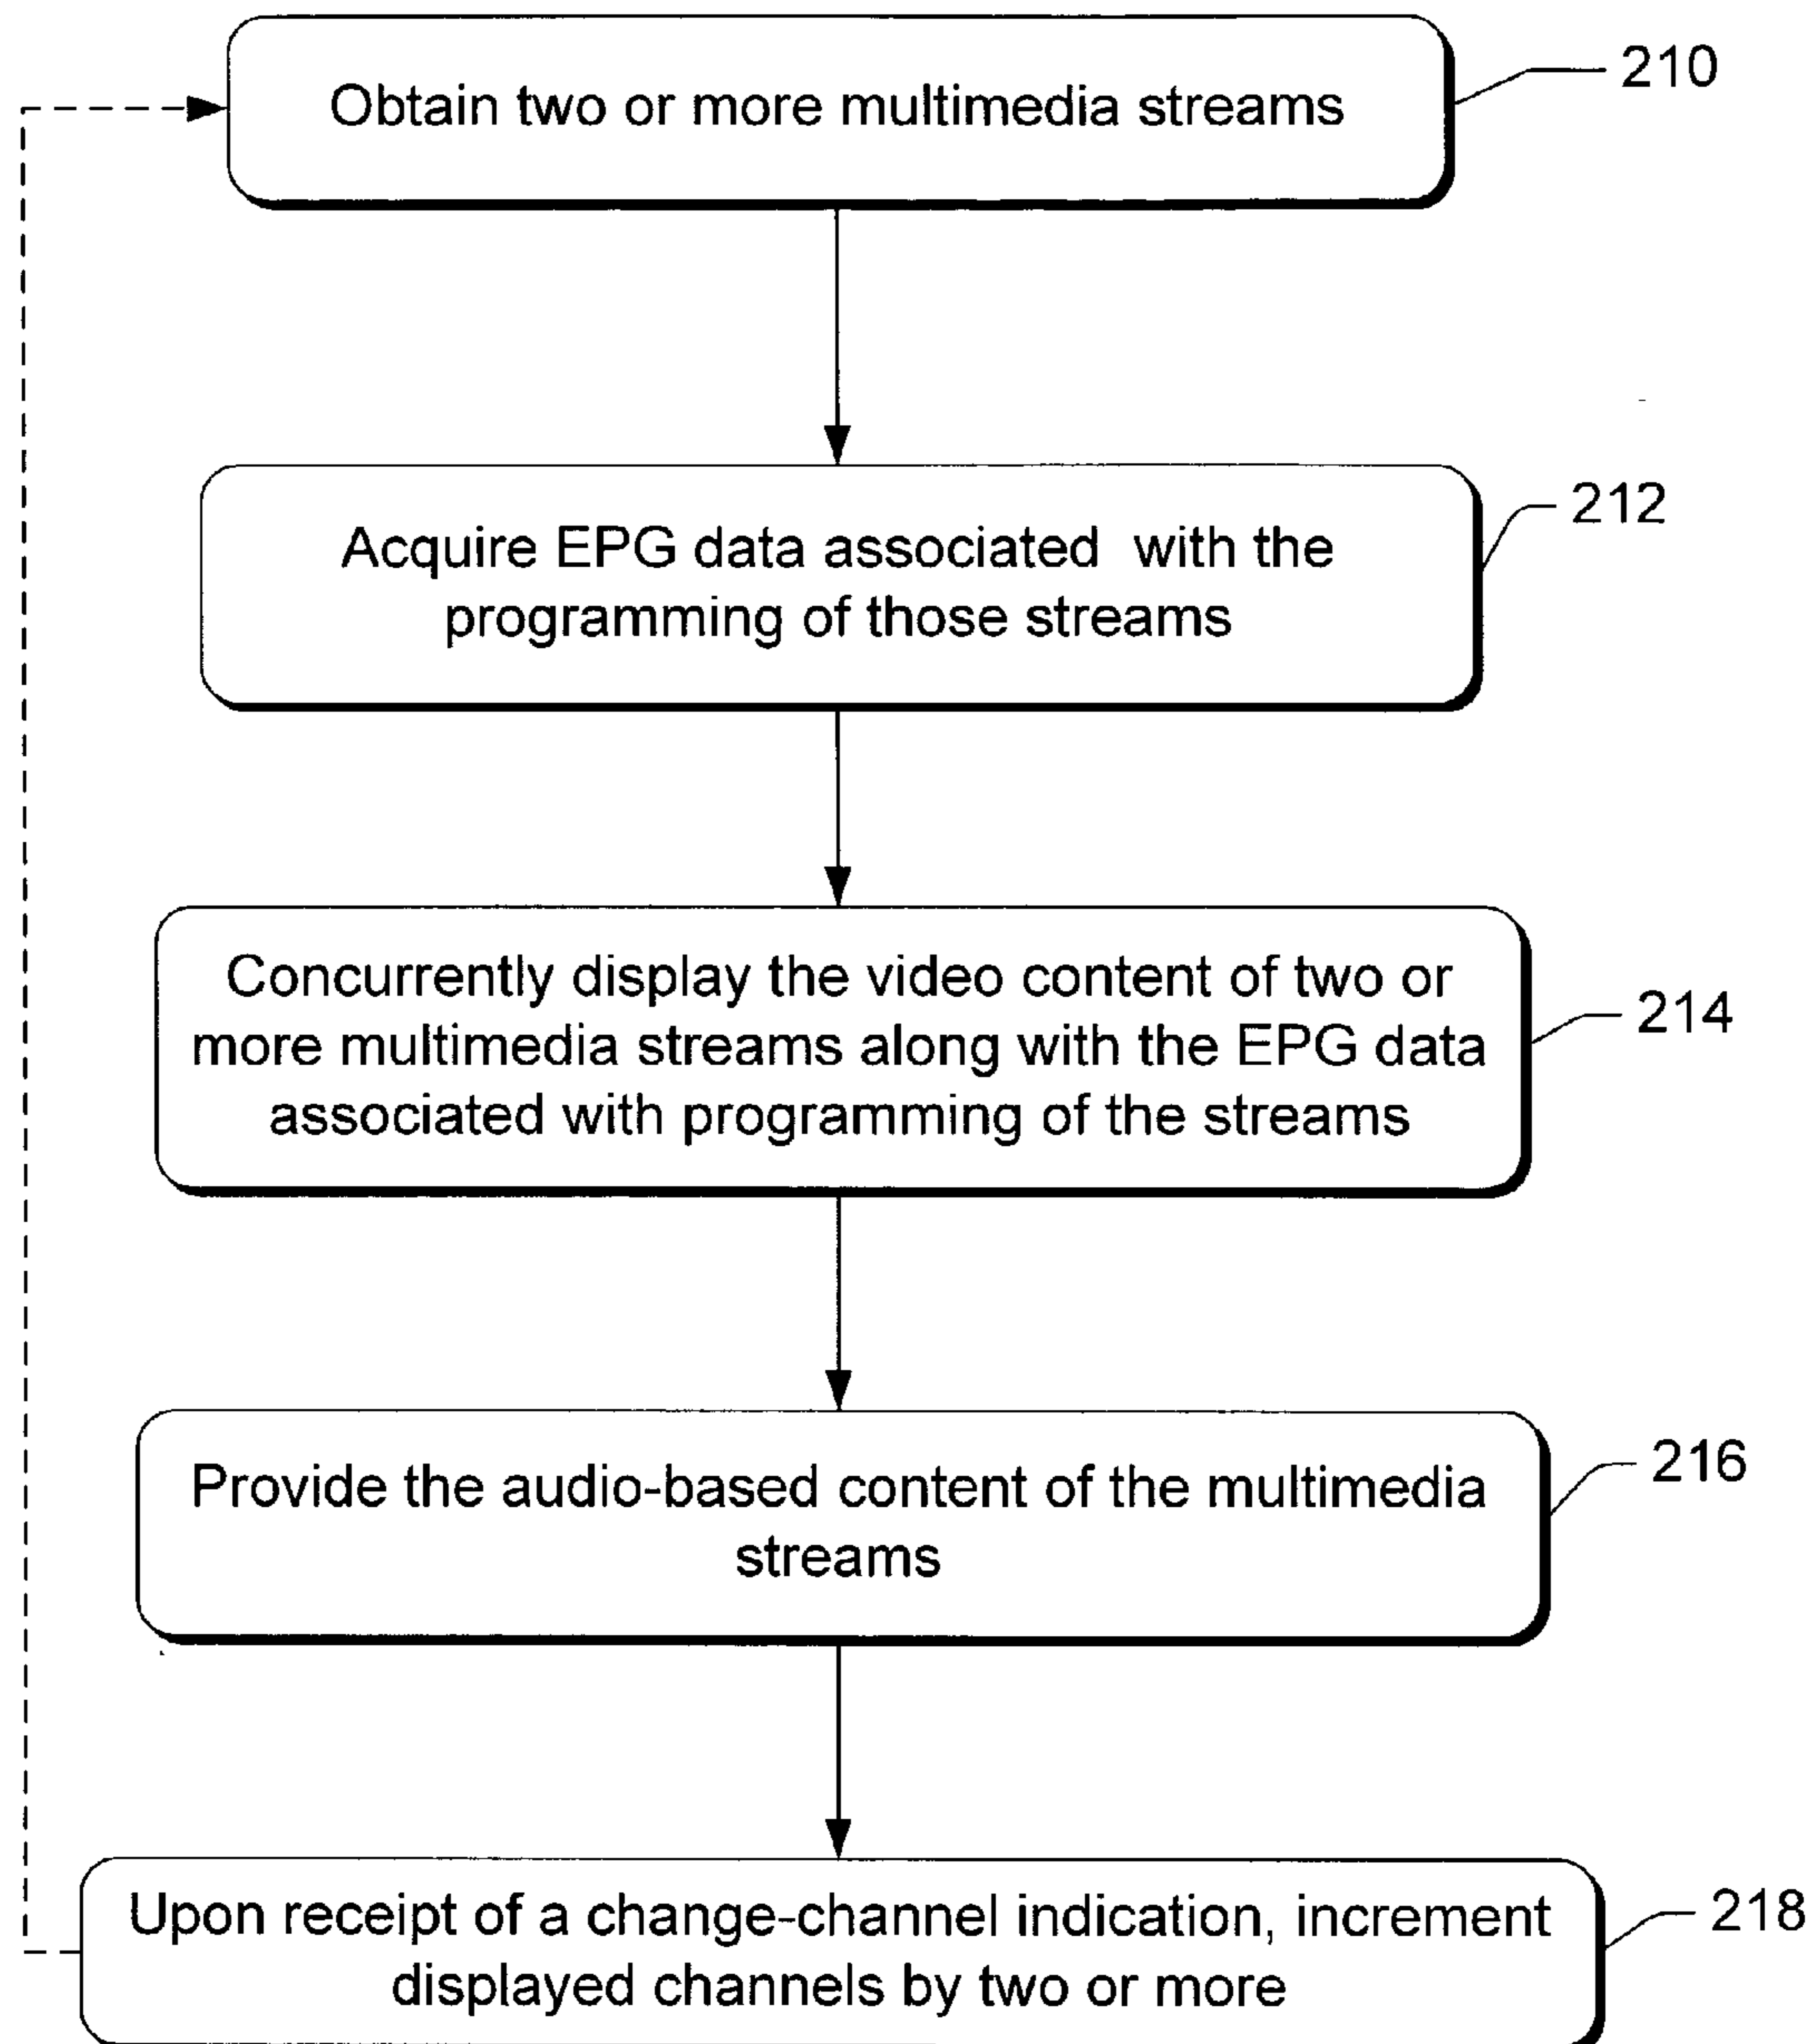 Obtain two or more multimedia streams
210
Acquire EPG data associated with the
programming of those streams
212
Concurrently display the video content of two or
more multimedia streams along with the EPG data
associated with programming of the streams
214
Provide the audio-based content of the multimedia
streams
216
Upon receipt of a change-channel indication, increment
displayed channels by two or more
218